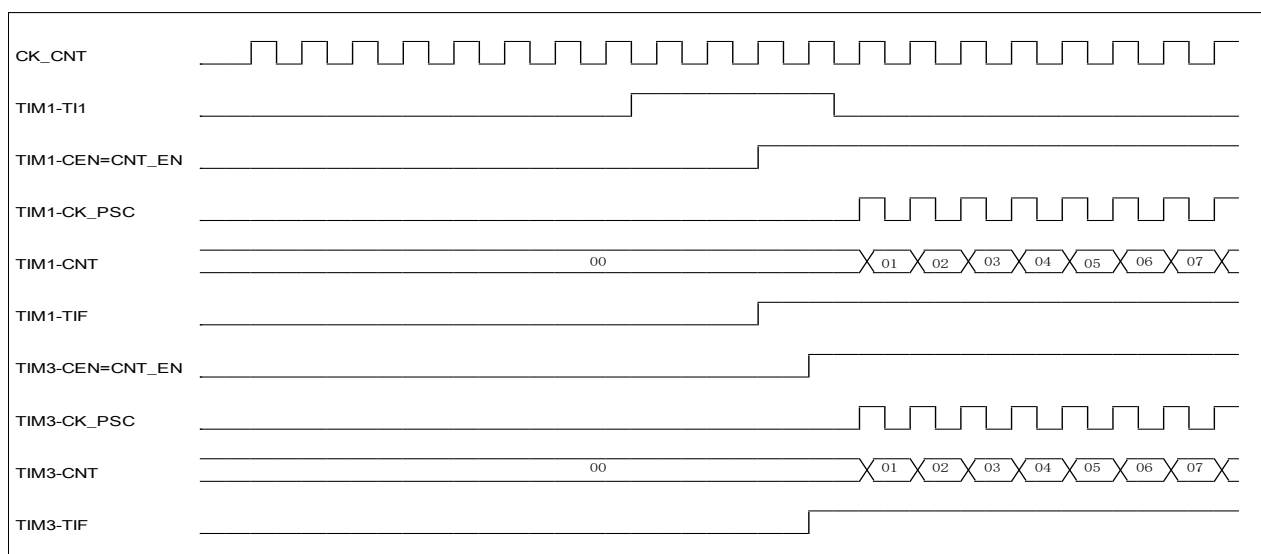 CK_CNT
TIM1-TI1
TIM1-CEN=CNT_EN
TIM1-CK_PSC
TIM1-CNT 00 01 02 03 04 05 06 07
TIM1-TIF
TIM3-CEN=CNT_EN
TIM3-CK_PSC
TIM3-CNT 00 01 02 03 04 05 06 07
TIM3-TIF